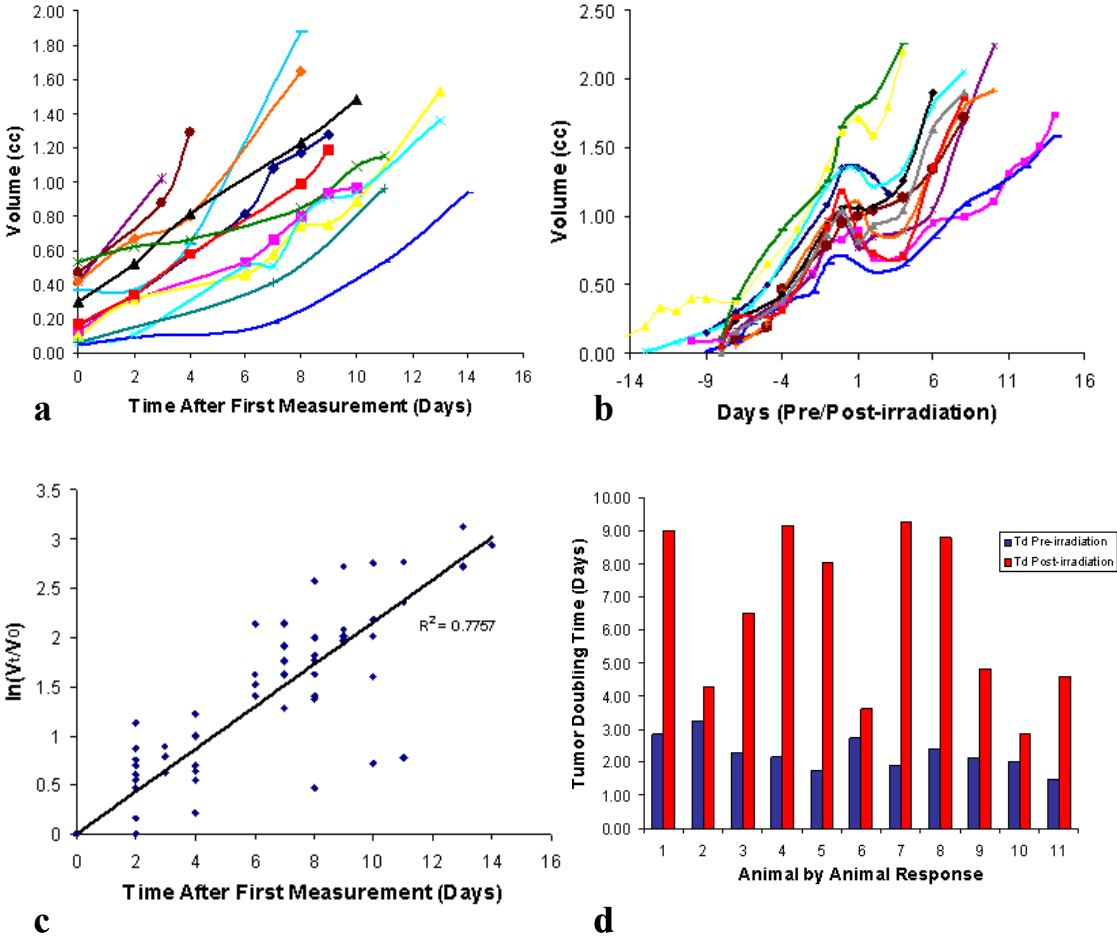 2.00
1.80
1.60
1.40
1.20
1.00
0.80
0.60
0.40
0.20
0.00
Volume (cc)
0 2 4 6 8 10 12 14 16
Time After First Measurement (Days)
a
2.50
2.00
1.50
1.00
0.50
0.00
Volume (cc)
-14 -9 -4 1 6 11 16
Days (Pre/Post-irradiation)
b
3.5
3
2.5
2
1.5
1
0.5
0
ln(Vt/V0)
R2 = 0.7757
0 2 4 6 8 10 12 14 16
Time After First Measurement (Days)
c
10.00
9.00
8.00
7.00
6.00
5.00
4.00
3.00
2.00
1.00
0.00
Tumor Doubling Time (Days)
Td Pre-irradiation
Td Post-irradiation
1 2 3 4 5 6 7 8 9 10 11
Animal by Animal Response
d